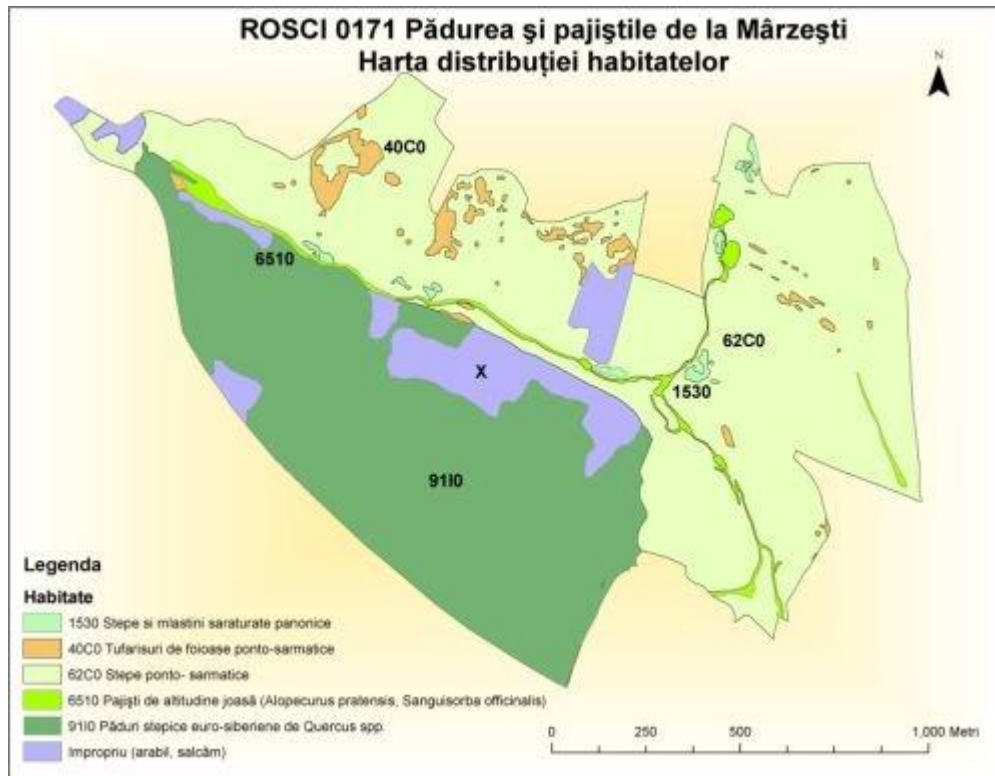 ROSCI 0171 Pădurea şi pajiştile de la Mârzeşti
Harta distribuţiei habitatelor
N
40C0
6510
62C0
X
1530
91I0
Legenda
Habitate
1530 Stepe si mlastini saraturate panonice
40C0 Tufarisuri de foioase ponto-sarmatice
62C0 Stepe ponto- sarmatice
6510 Pajişti de altitudine joasă (Alopecurus pratensis, Sanguisorba officinalis)
91I0 Păduri stepice euro-siberiene de Quercus spp.
Impropriu (arabil, salcâm)
0 250 500 1,000 Metri